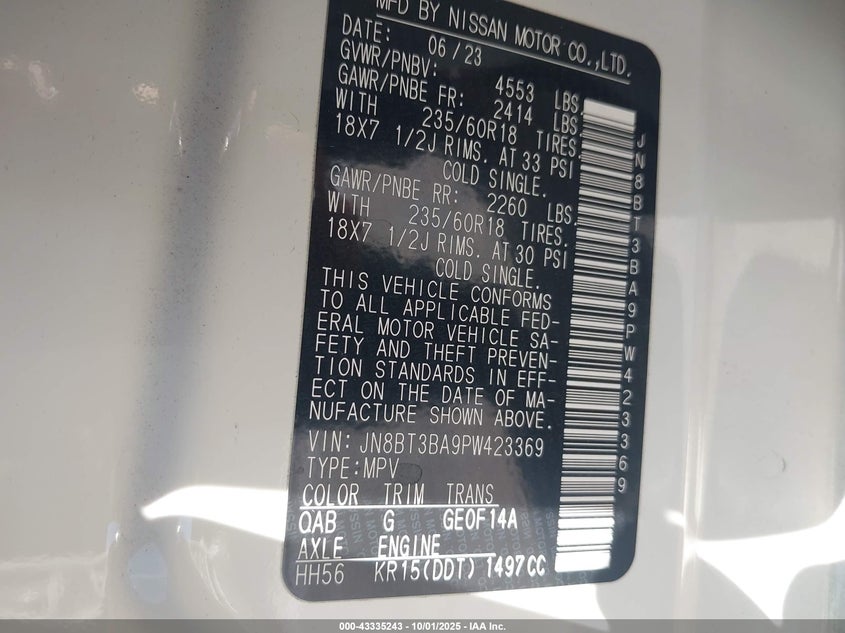 MFD BY NISSAN MOTOR CO.,LTD.
DATE: 06/23
GVWR/PNBV: 4553 LBS
GAWR/PNBE FR: 2414 LBS
WITH 235/60R18 TIRES.
18X7 1/2J RIMS. AT 33 PSI
COLD SINGLE.
GAWR/PNBE RR: 2260 LBS.
WITH 235/60R18 TIRES.
18X7 1/2J RIMS. AT 30 PSI
COLD SINGLE.
THIS VEHICLE CONFORMS
TO ALL APPLICABLE FED-
ERAL MOTOR VEHICLE SA-
FETY AND THEFT PREVEN-
TION STANDARDS IN EFF-
ECT ON THE DATE OF MA-
NUFACTURE SHOWN ABOVE.
VIN: JN8BT3BA9PW423369
TYPE:MPV
COLOR TRIM TRANS
QAB G GE0F14A
AXLE ENGINE
HH56 KR15(DDT) 1497CC
JN8BT3BA9PW423369
000-43335243 - 10/01/2025 - IAA Inc.